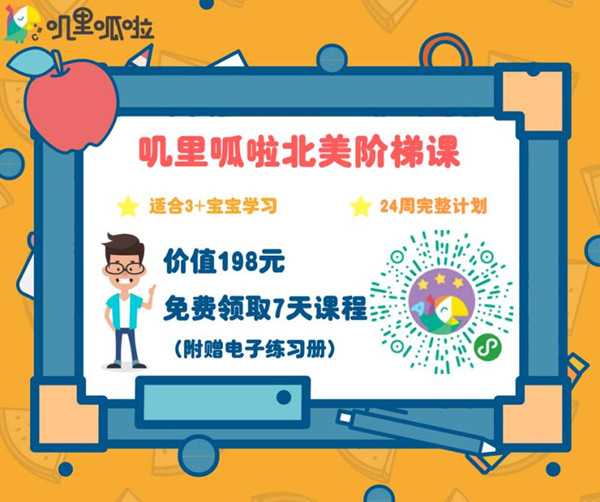 叽里呱啦
叽里呱啦北美阶梯课
适合3+宝宝学习
24周完整计划
价值198元
免费领取7天课程
（附赠电子练习册）